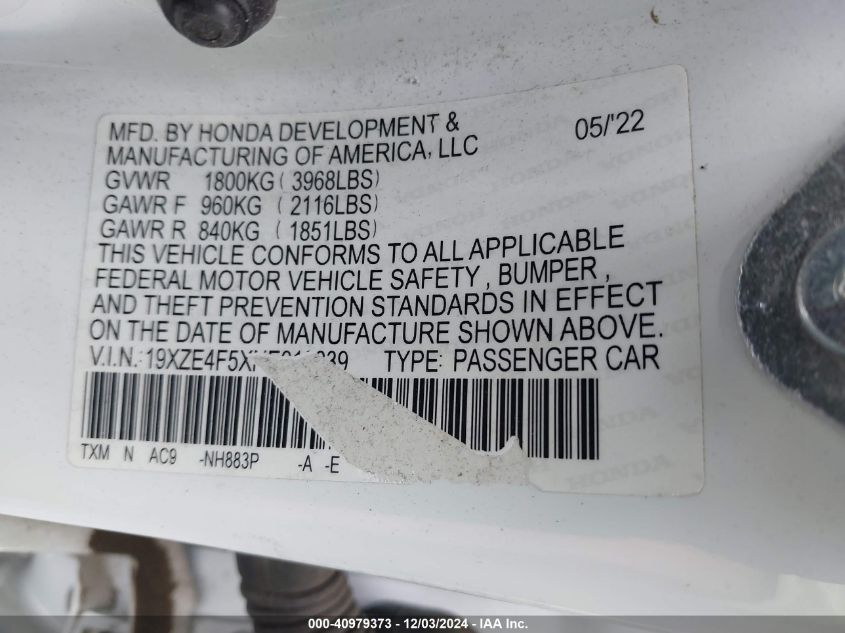 MFD. BY HONDA DEVELOPMENT & 05/'22
MANUFACTURING OF AMERICA, LLC
GVWR 1800KG ( 3968LBS)
GAWR F 960KG ( 2116LBS)
GAWR R 840KG ( 1851LBS)
THIS VEHICLE CONFORMS TO ALL APPLICABLE
FEDERAL MOTOR VEHICLE SAFETY , BUMPER ,
AND THEFT PREVENTION STANDARDS IN EFFECT
ON THE DATE OF MANUFACTURE SHOWN ABOVE.
V.I.N.: TYPE: PASSENGER CAR
TXM N AC9 -NH883P -A -E
000-40979373 - 12/03/2024 - IAA Inc.